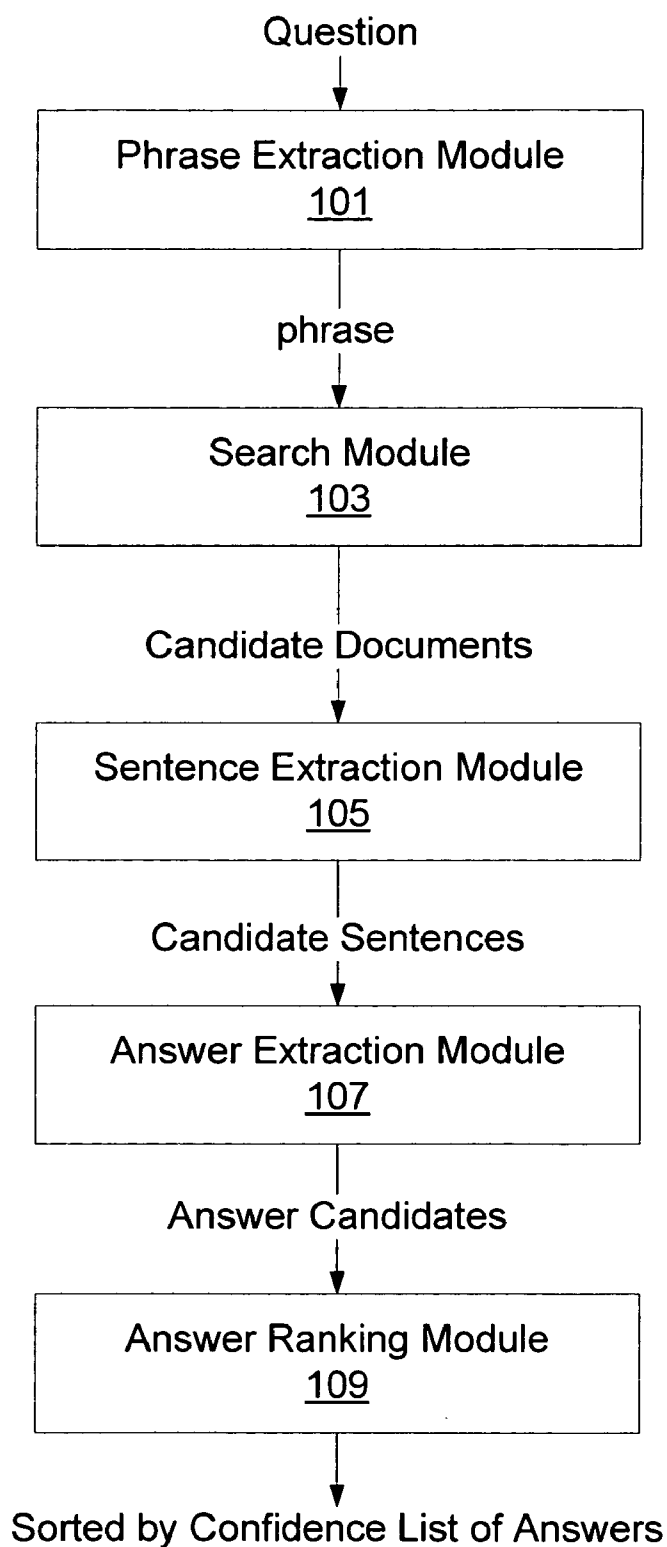 Question
Phrase Extraction Module
101
phrase
Search Module
103
Candidate Documents
Sentence Extraction Module
105
Candidate Sentences
Answer Extraction Module
107
Answer Candidates
Answer Ranking Module
109
Sorted by Confidence List of Answers